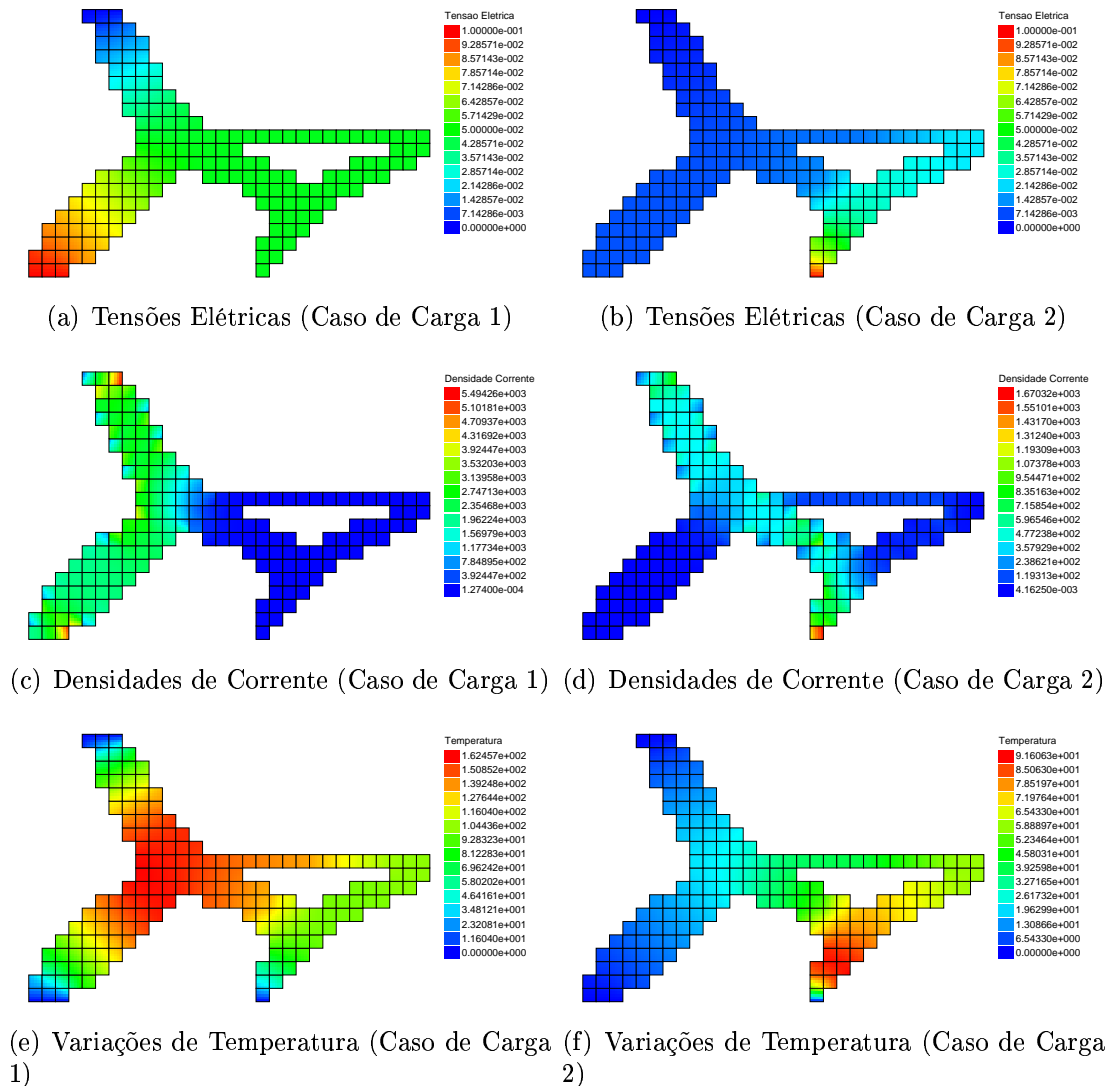 Tensao Eletrica
1.00000e-001
9.28571e-002
8.57143e-002
7.85714e-002
7.14286e-002
6.42857e-002
5.71429e-002
5.00000e-002
4.28571e-002
3.57143e-002
2.85714e-002
2.14286e-002
1.42857e-002
7.14286e-003
0.00000e+000
(a) Tensões Elétricas (Caso de Carga 1)
Tensao Eletrica
1.00000e-001
9.28571e-002
8.57143e-002
7.85714e-002
7.14286e-002
6.42857e-002
5.71429e-002
5.00000e-002
4.28571e-002
3.57143e-002
2.85714e-002
2.14286e-002
1.42857e-002
7.14286e-003
0.00000e+000
(b) Tensões Elétricas (Caso de Carga 2)
Densidade Corrente
5.49426e+003
5.10181e+003
4.70937e+003
4.31692e+003
3.92447e+003
3.53203e+003
3.13958e+003
2.74713e+003
2.35468e+003
1.96224e+003
1.56979e+003
1.17734e+003
7.84895e+002
3.92447e+002
1.27400e-004
(c) Densidades de Corrente (Caso de Carga 1)
Densidade Corrente
1.67032e+003
1.55101e+003
1.43170e+003
1.31240e+003
1.19309e+003
1.07378e+003
9.54471e+002
8.35163e+002
7.15854e+002
5.96546e+002
4.77238e+002
3.57929e+002
2.38621e+002
1.19313e+002
4.16250e-003
(d) Densidades de Corrente (Caso de Carga 2)
Temperatura
1.62457e+002
1.50852e+002
1.39248e+002
1.27644e+002
1.16040e+002
1.04436e+002
9.28323e+001
8.12283e+001
6.96242e+001
5.80202e+001
4.64161e+001
3.48121e+001
2.32081e+001
1.16040e+001
0.00000e+000
(e) Variações de Temperatura (Caso de Carga
1)
Temperatura
9.16063e+001
8.50630e+001
7.85197e+001
7.19764e+001
6.54330e+001
5.88897e+001
5.23464e+001
4.58031e+001
3.92598e+001
3.27165e+001
2.61732e+001
1.96299e+001
1.30866e+001
6.54330e+000
0.00000e+000
(f) Variações de Temperatura (Caso de Carga
2)